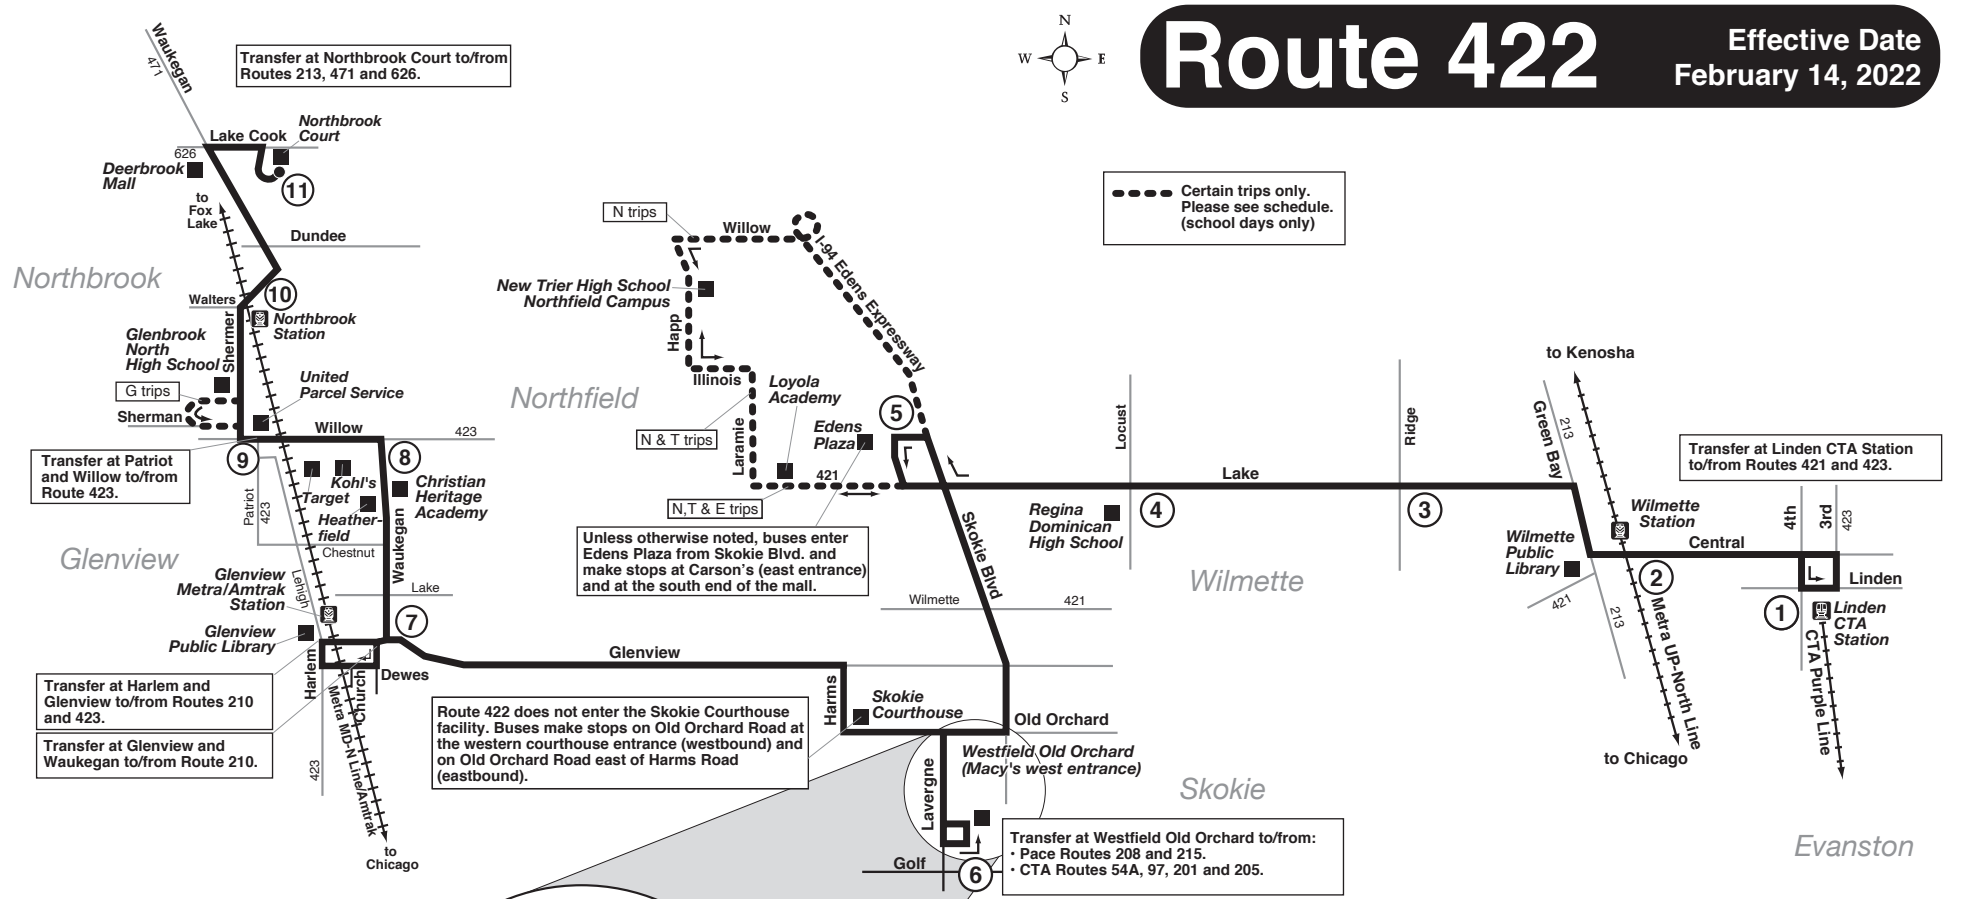 Route 422
Effective Date
February 14, 2022
N
W
E
S
Waukegan
471
Transfer at Northbrook Court to/from
Routes 213, 471 and 626.
Northbrook
Court
Lake Cook
626
Deerbrook
Mall
11
to
Fox
Lake
Dundee
Northbrook
Walters
10
Northbrook
Station
Shermer
Glenbrook
North
High School
G trips
United
Parcel Service
Sherman
Willow
423
9
8
Transfer at Patriot
and Willow to/from
Route 423.
Kohl's
Target
Heather-
field
Christian
Heritage
Academy
Patriot
423
Chestnut
Glenview
Waukegan
Lehigh
Glenview
Metra/Amtrak
Station
Lake
7
Glenview
Public Library
Harlem
Church
Dewes
Glenview
Transfer at Harlem and
Glenview to/from Routes 210
and 423.
Transfer at Glenview and
Waukegan to/from Route 210.
423
Metra MD-N Line/Amtrak
to
Chicago
Certain trips only.
Please see schedule.
(school days only)
N trips
Willow
I-94 Edens Expressway
New Trier High School
Northfield Campus
Happ
Illinois
Northfield
Loyola
Academy
Edens
Plaza
5
N & T trips
Laramie
421
N,T & E trips
Unless otherwise noted, buses enter
Edens Plaza from Skokie Blvd. and
make stops at Carson's (east entrance)
and at the south end of the mall.
Skokie Blvd
Wilmette
421
Route 422 does not enter the Skokie Courthouse
facility. Buses make stops on Old Orchard Road at
the western courthouse entrance (westbound) and
on Old Orchard Road east of Harms Road
(eastbound).
Harms
Skokie
Courthouse
Old Orchard
Westfield Old Orchard
(Macy's west entrance)
Lavergne
Golf
6
Transfer at Westfield Old Orchard to/from:
· Pace Routes 208 and 215.
· CTA Routes 54A, 97, 201 and 205.
Skokie
Locust
Ridge
Lake
Regina
Dominican
High School
4
3
Wilmette
to Kenosha
213
Green Bay
Transfer at Linden CTA Station
to/from Routes 421 and 423.
Wilmette
Station
Wilmette
Public
Library
4th
3rd
423
Central
2
421
213
Linden
1
Linden
CTA
Station
Metra UP-North Line
CTA Purple Line
to Chicago
Evanston